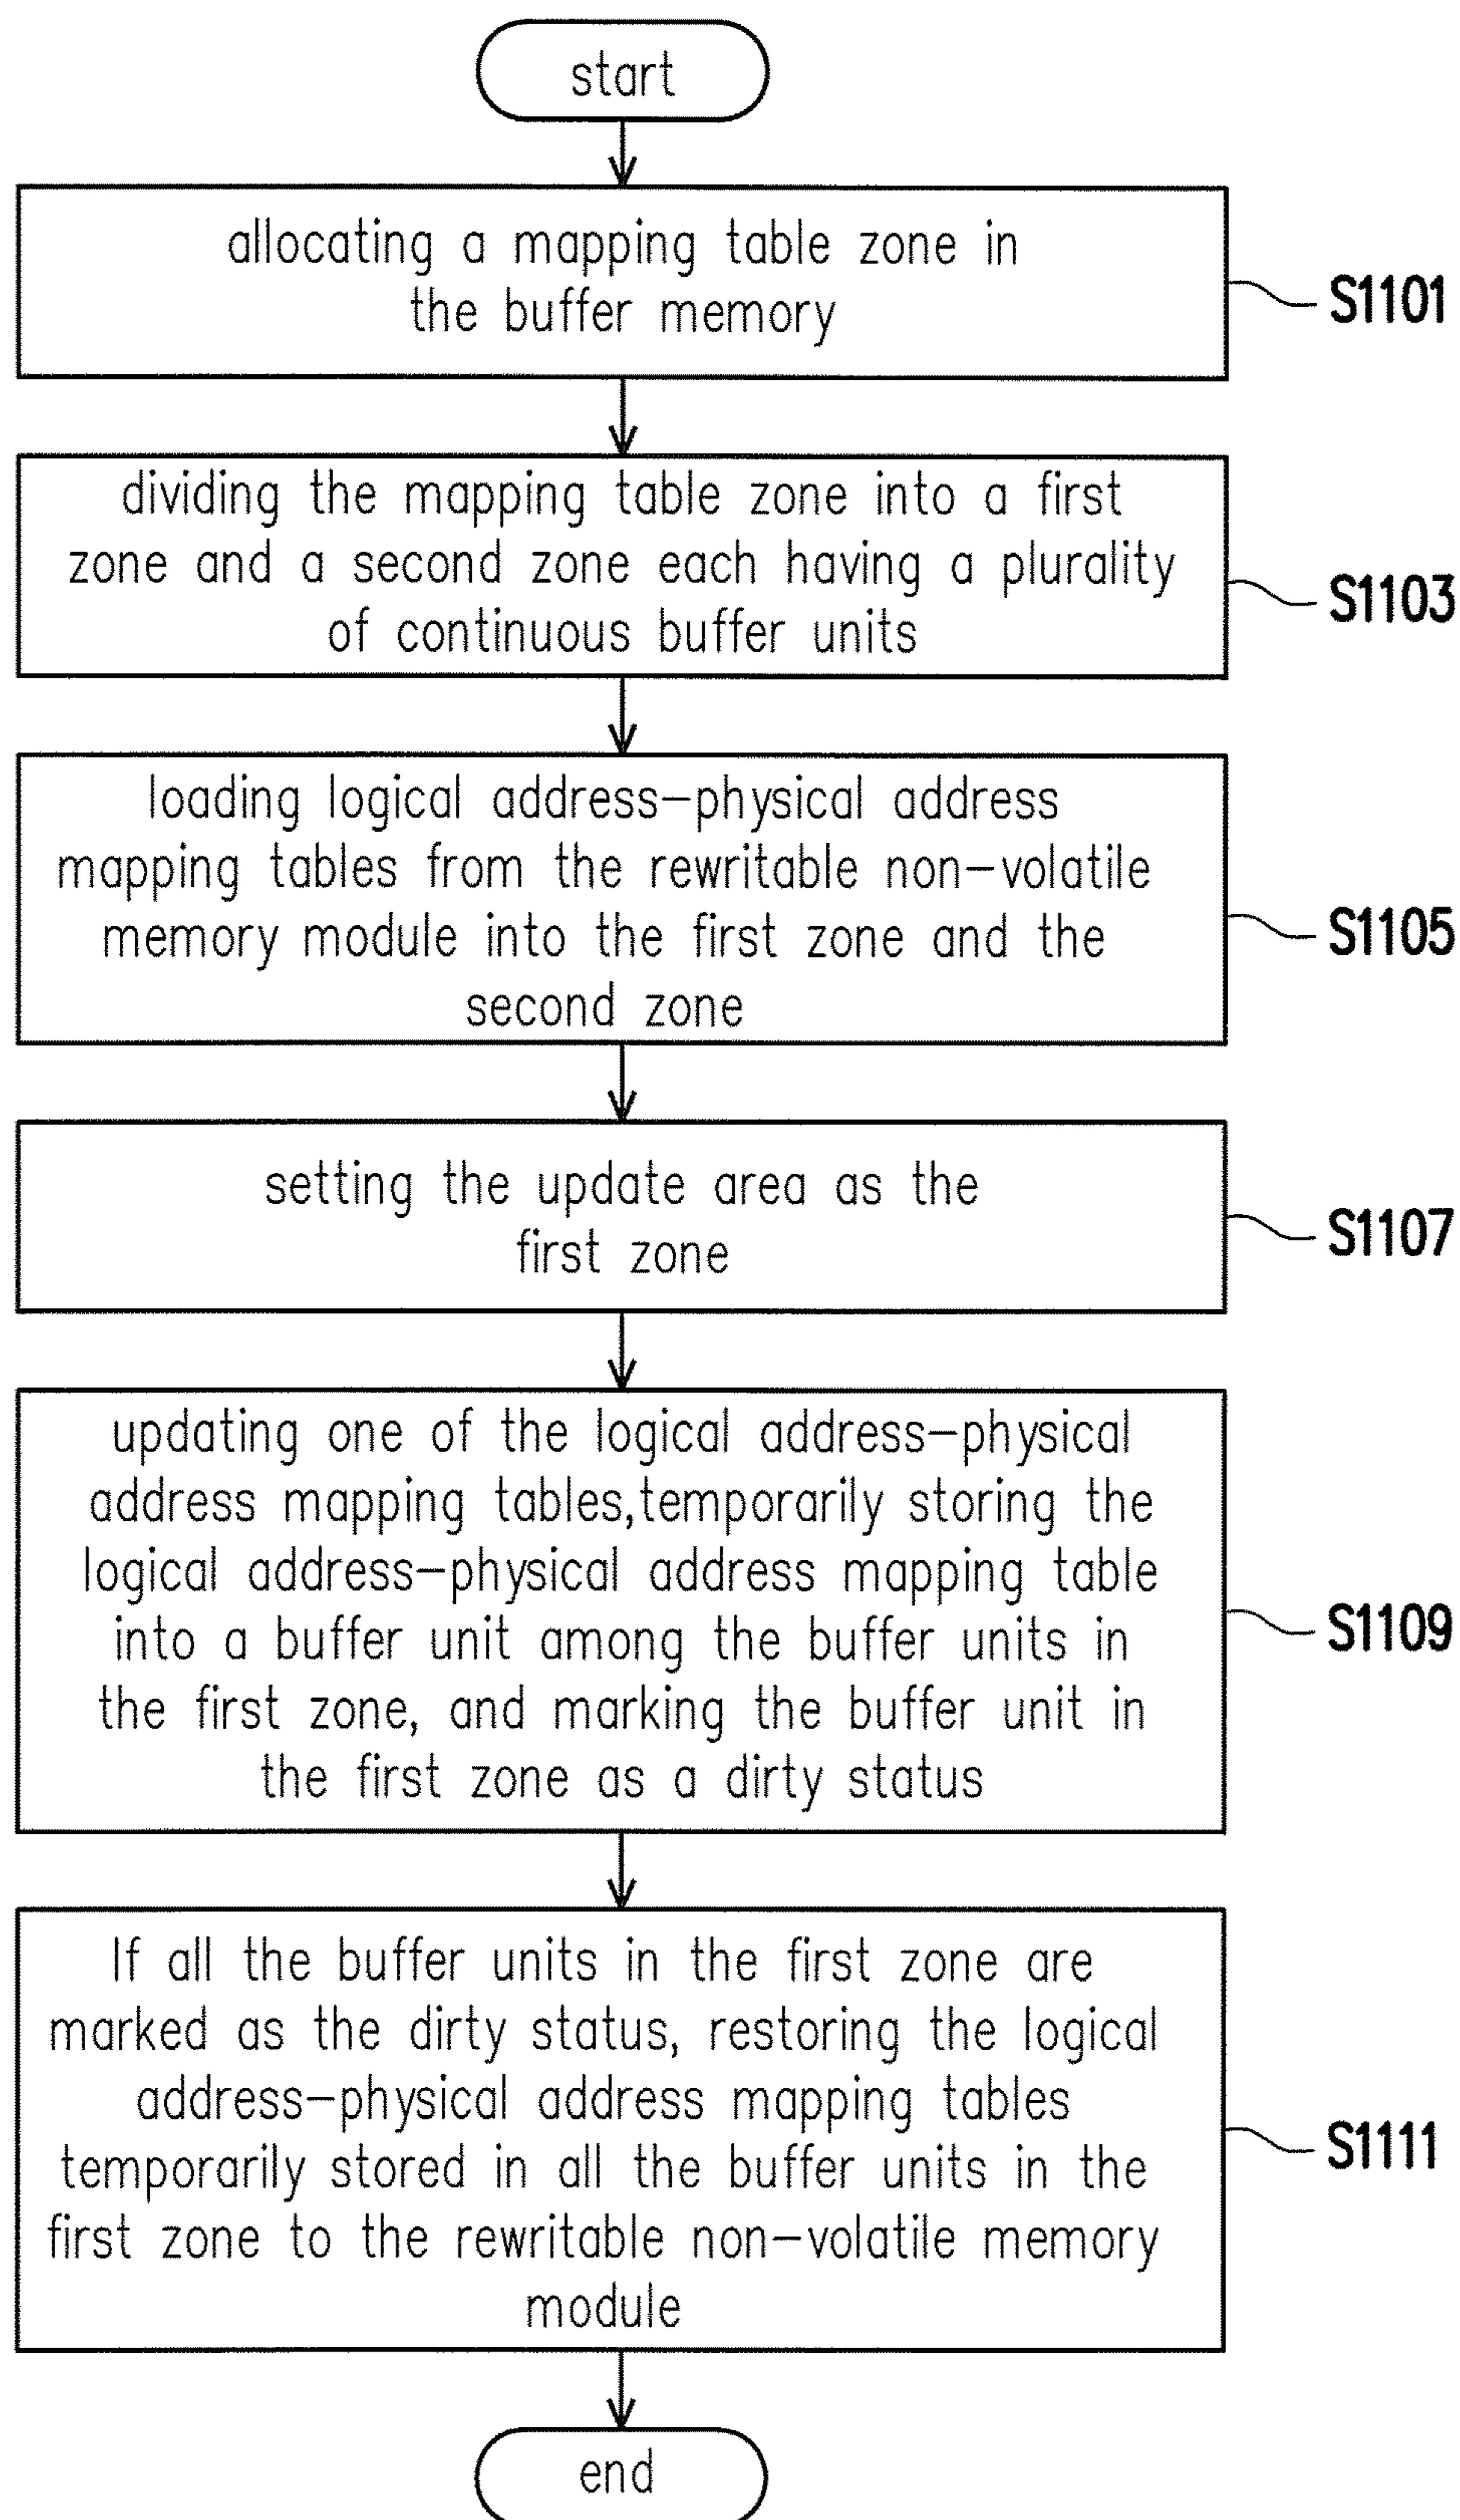 start
allocating a mapping table zone in
the buffer memory
S1101
dividing the mapping table zone into a first
zone and a second zone each having a plurality
of continuous buffer units
S1103
loading logical address-physical address
mapping tables from the rewritable non-volatile
memory module into the first zone and the
second zone
S1105
setting the update area as the
first zone
S1107
updating one of the logical address-physical
address mapping tables,temporarily storing the
logical address-physical address mapping table
into a buffer unit among the buffer units in
the first zone, and marking the buffer unit in
the first zone as a dirty status
S1109
If all the buffer units in the first zone are
marked as the dirty status, restoring the logical
address-physical address mapping tables
temporarily stored in all the buffer units in the
first zone to the rewritable non-volatile memory
module
S1111
end